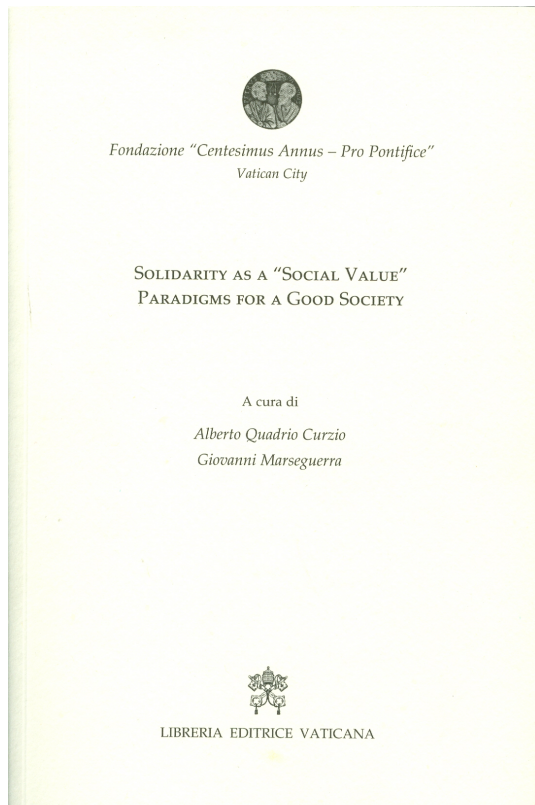 Fondazione “Centesimus Annus – Pro Pontifice”
Vatican City
Solidarity as a “Social Value”
Paradigms for a Good Society
A cura di
Alberto Quadrio Curzio
Giovanni Marseguerra
LIBRERIA EDITRICE VATICANA